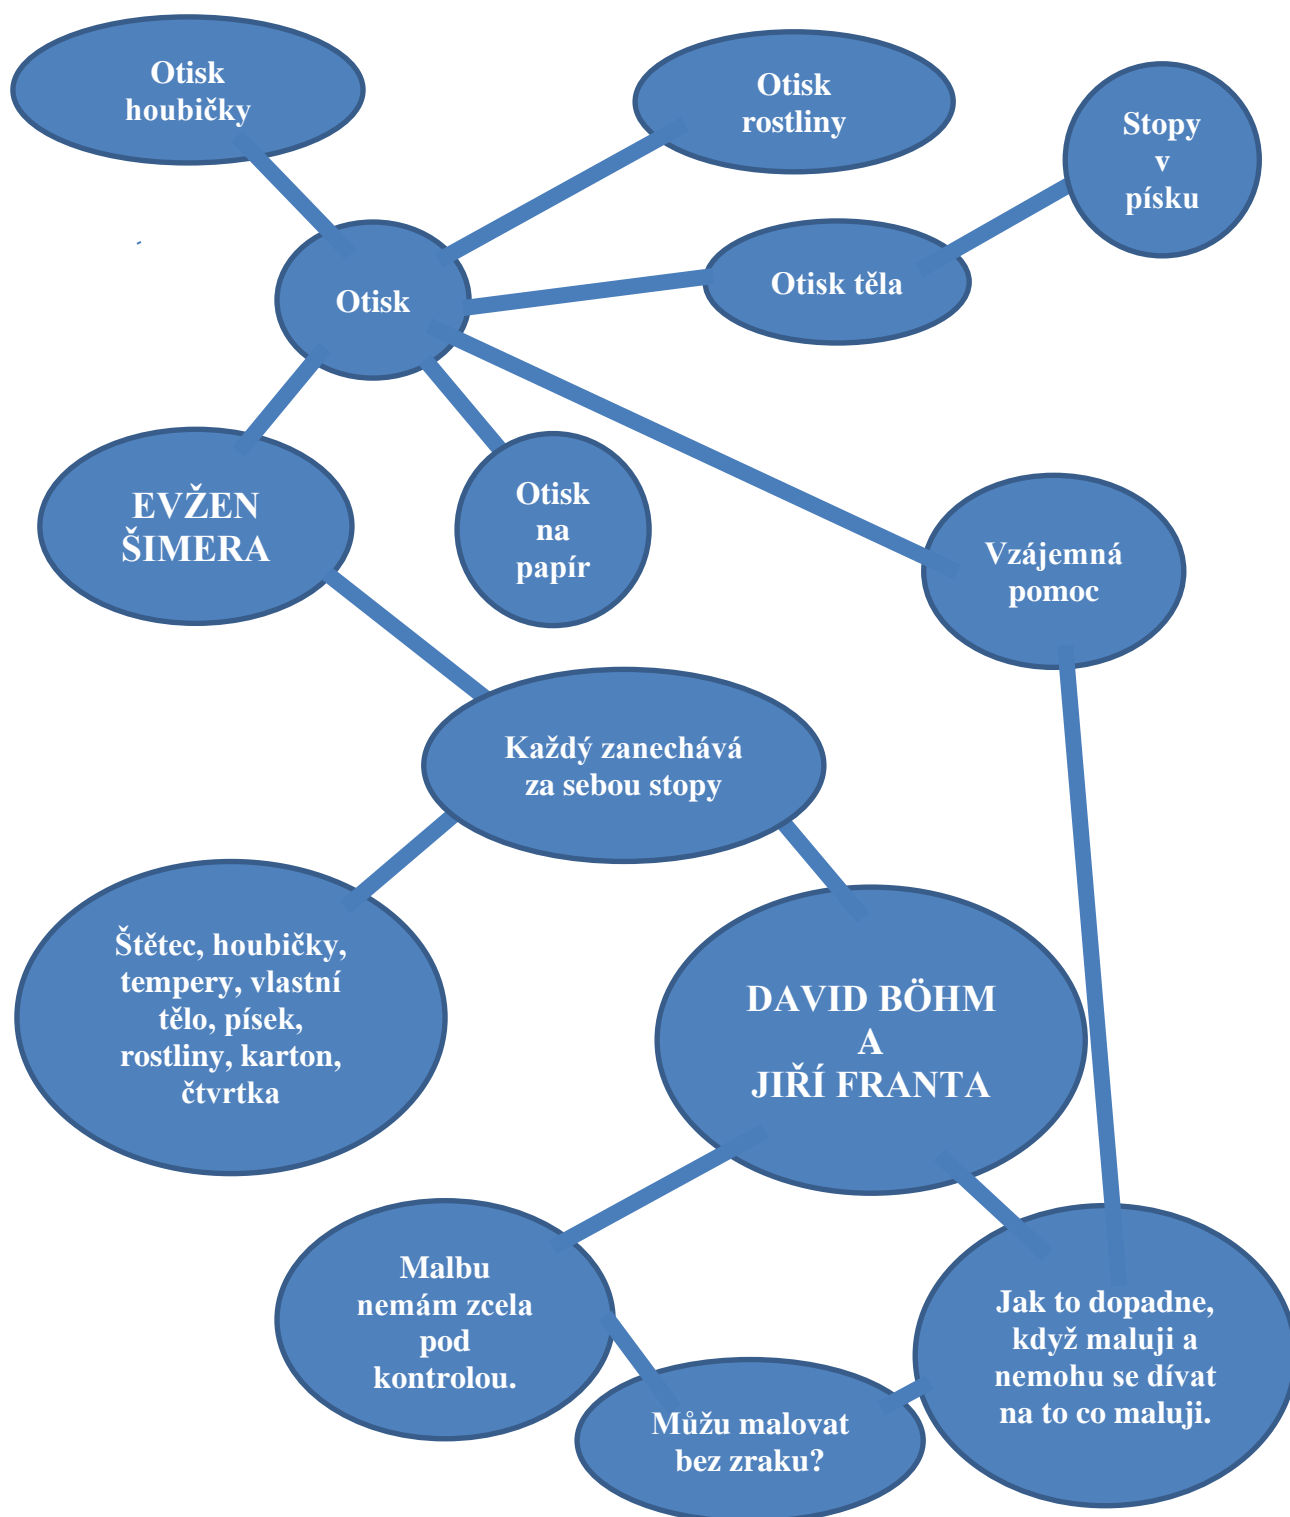 Otisk
houbičky
Otisk
rostliny
Stopy
v
písku
Otisk těla
Otisk
EVŽEN
ŠIMERA
Otisk
na
papír
Vzájemná
pomoc
Každý zanechává
za sebou stopy
Štětec, houbičky,
tempery, vlastní
tělo, písek,
rostliny, karton,
čtvrtka
DAVID BÖHM
A
JIŘÍ FRANTA
Malbu
nemám zcela
pod
kontrolou.
Jak to dopadne,
když maluji a
nemohu se dívat
na to co maluji.
Můžu malovat
bez zraku?